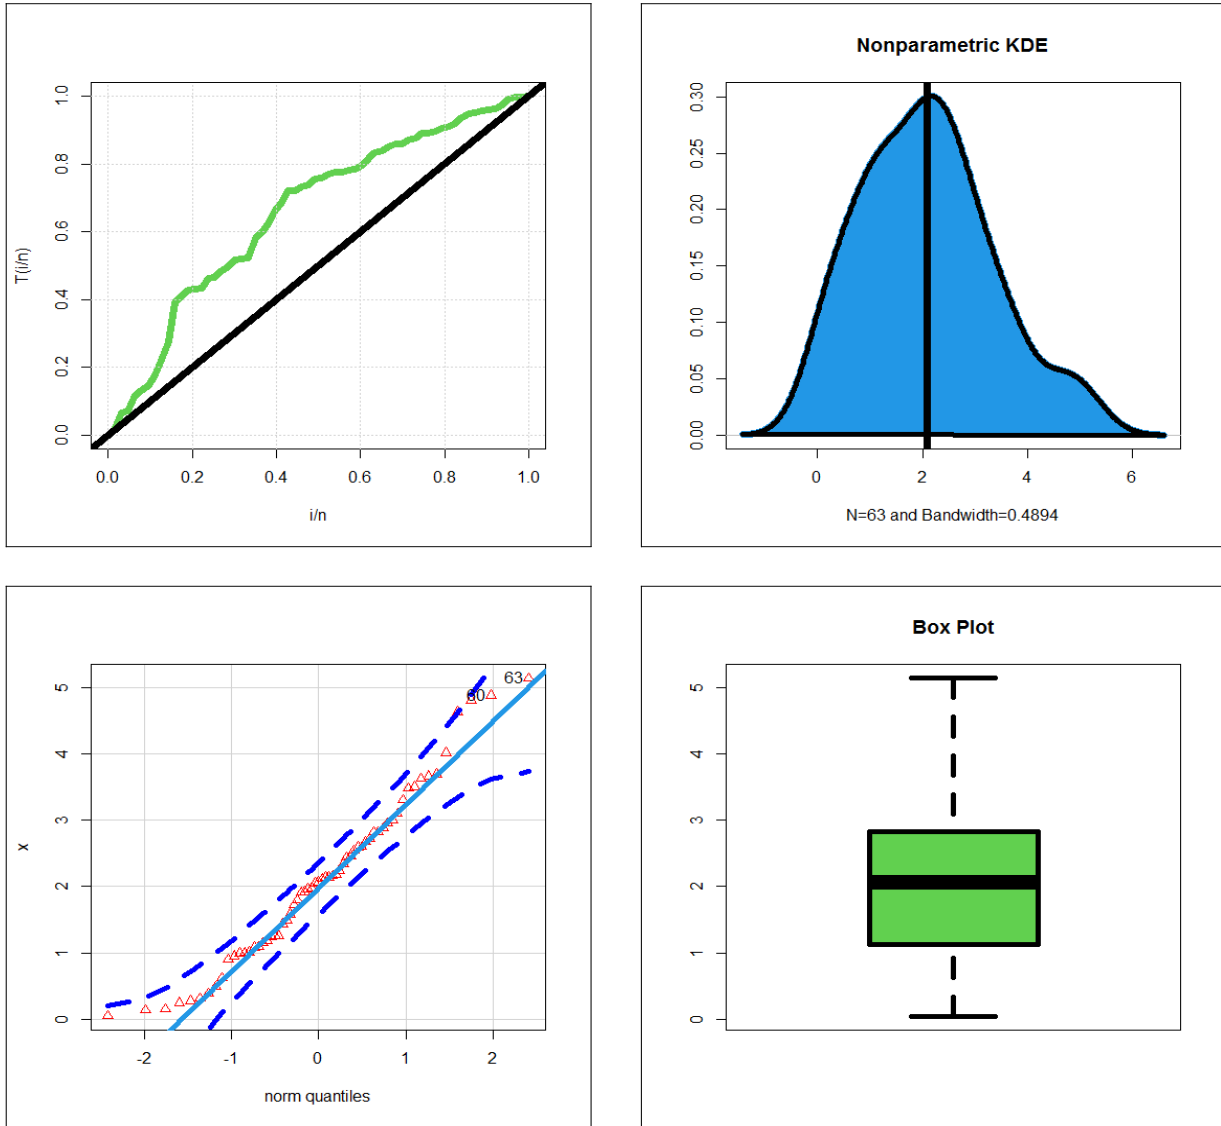 T(i/n)
1.0
0.8
0.6
0.4
0.2
0.0
0.0 0.2 0.4 0.6 0.8 1.0
i/n
Nonparametric KDE
0.30
0.25
0.20
0.15
0.10
0.05
0.00
0 2 4 6
N=63 and Bandwidth=0.4894
x
5
4
3
2
1
0
63
60
-2 -1 0 1 2
norm quantiles
Box Plot
5
4
3
2
1
0